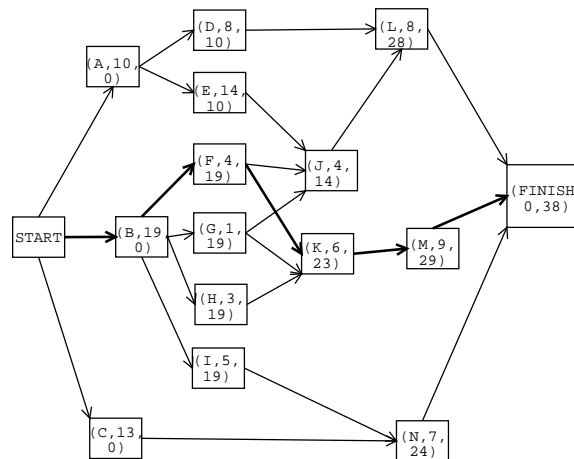 (D,8,
10)
(L,8,
28)
(A,10,
0)
(E,14,
10)
(F,4,
19)
(J,4,
14)
(FINISH
0,38)
START
(B,19
0)
(G,1,
19)
(K,6,
23)
(M,9,
29)
(H,3,
19)
(I,5,
19)
(C,13,
0)
(N,7,
24)